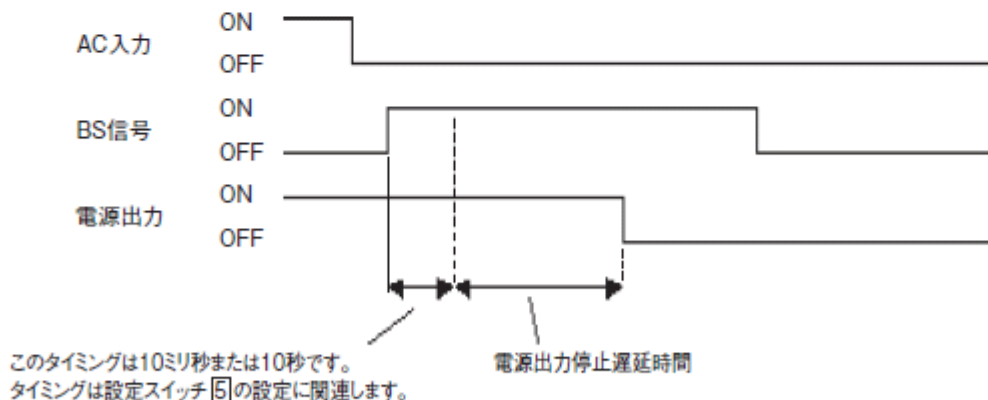 ON
AC入力
OFF
ON
BS信号
OFF
ON
電源出力
OFF
このタイミングは10ミリ秒または10秒です。
電源出力停止遅延時間
タイミングは設定スイッチ5の設定に関連します。